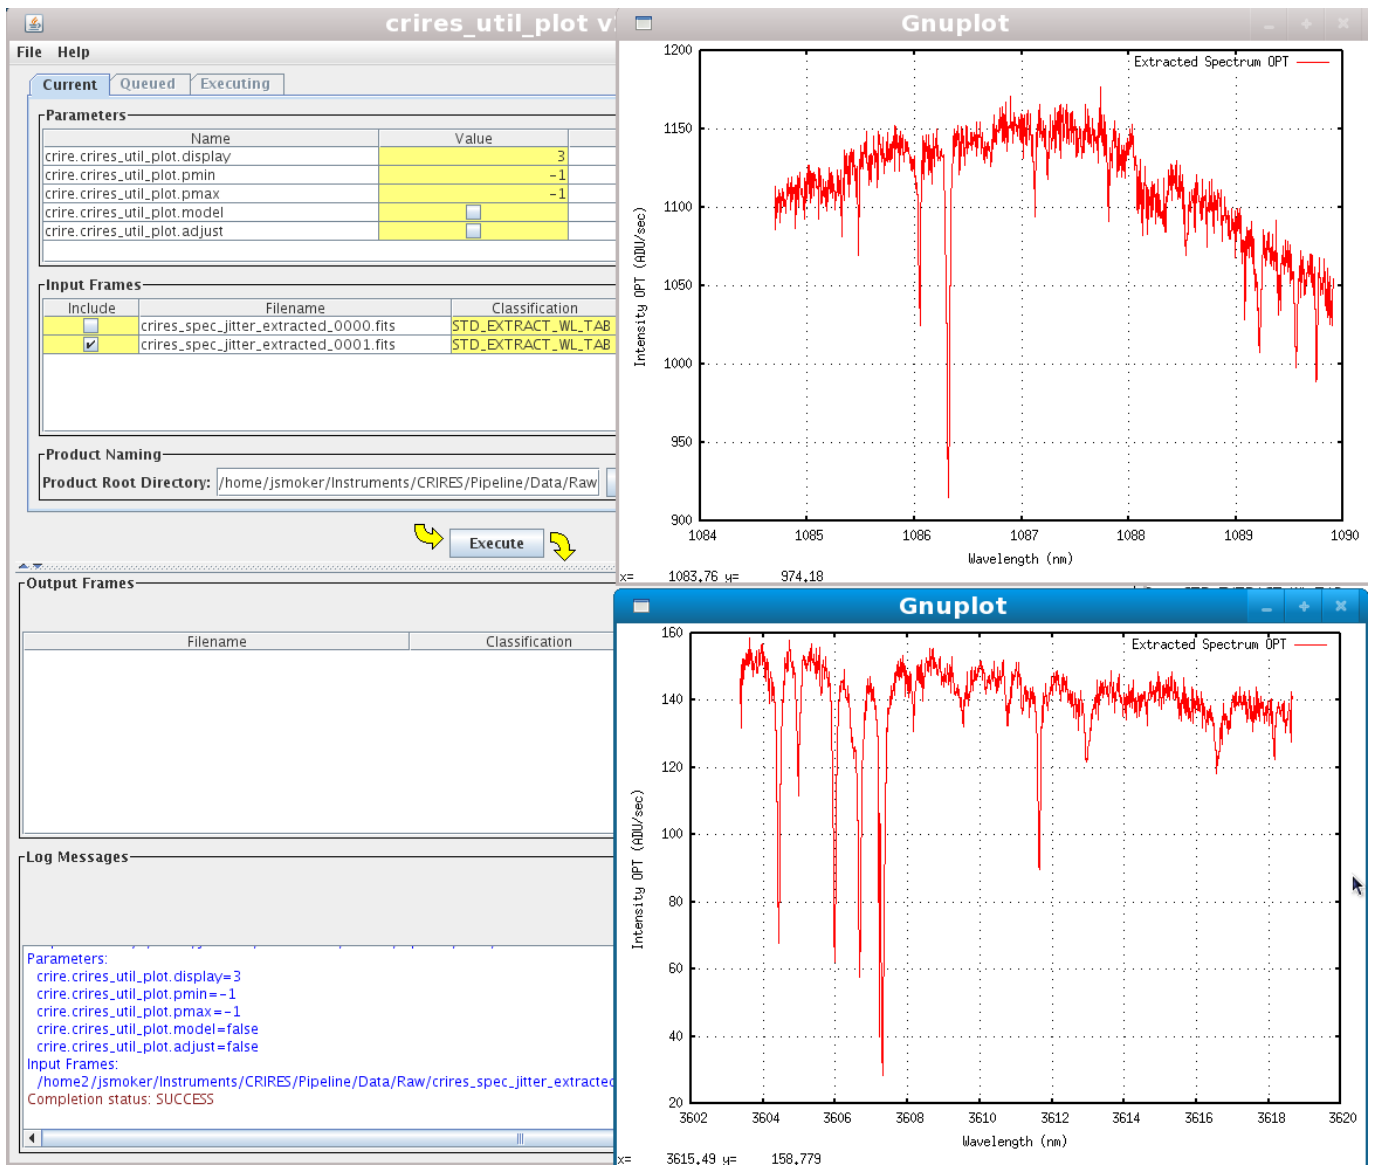 crires_util_plot v
File Help
Current Queued Executing
Parameters
Name Value
crire.crires_util_plot.display 3
crire.crires_util_plot.pmin -1
crire.crires_util_plot.pmax -1
crire.crires_util_plot.model
crire.crires_util_plot.adjust
Input Frames
Include Filename Classification
crires_spec_jitter_extracted_0000.fits STD_EXTRACT_WL_TAB
crires_spec_jitter_extracted_0001.fits STD_EXTRACT_WL_TAB
Product Naming
Product Root Directory: /home/jsmoker/Instruments/CRIRES/Pipeline/Data/Raw
Execute
Output Frames
Filename Classification
Log Messages
Parameters:
crire.crires_util_plot.display=3
crire.crires_util_plot.pmin=-1
crire.crires_util_plot.pmax=-1
crire.crires_util_plot.model=false
crire.crires_util_plot.adjust=false
Input Frames:
/home2/jsmoker/Instruments/CRIRES/Pipeline/Data/Raw/crires_spec_jitter_extracted
Completion status: SUCCESS
Gnuplot
Extracted Spectrum OPT
1200
1150
1100
1050
1000
950
900
Intensity OPT (ADU/sec)
1084 1085 1086 1087 1088 1089 1090
Wavelength (nm)
x= 1083,76 y= 974,18
Gnuplot
Extracted Spectrum OPT
160
140
120
100
80
60
40
20
Intensity OPT (ADU/sec)
3602 3604 3606 3608 3610 3612 3614 3616 3618 3620
Wavelength (nm)
x= 3615,49 y= 158,779